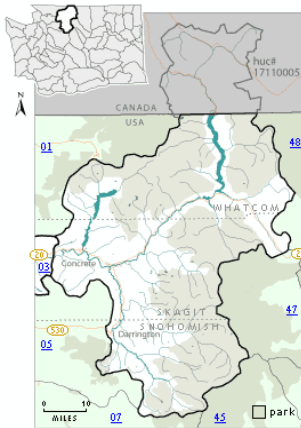 huc#
17110005
N
CANADA
USA
01
48
WHATCOM
20
2
03
Concrete
47
SKAGIT
530
SNOHOMISH
Darrington
05
0 10
MILES
07
45
park